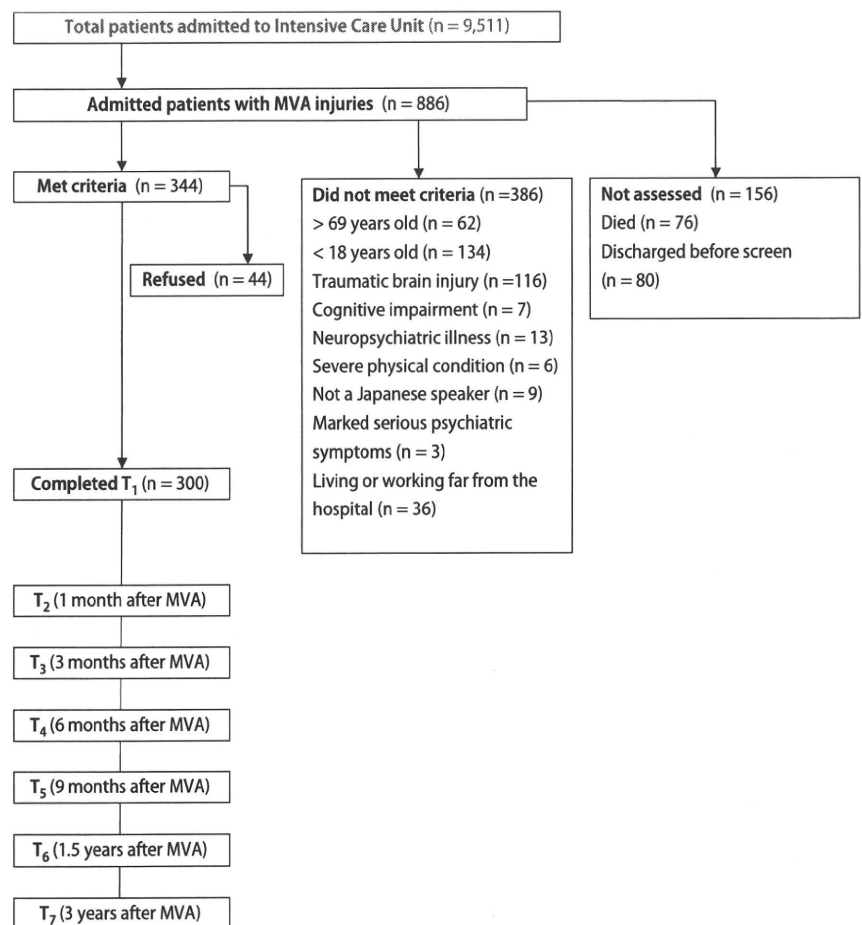 Total patients admitted to Intensive Care Unit (n = 9,511)
Admitted patients with MVA injuries (n = 886)
Met criteria (n = 344)
Refused (n = 44)
Did not meet criteria (n =386)
> 69 years old (n = 62)
< 18 years old (n = 134)
Traumatic brain injury (n =116)
Cognitive impairment (n = 7)
Neuropsychiatric illness (n = 13)
Severe physical condition (n = 6)
Not a Japanese speaker (n = 9)
Marked serious psychiatric
symptoms (n = 3)
Living or working far from the
hospital (n = 36)
Not assessed (n = 156)
Died (n = 76)
Discharged before screen
(n = 80)
Completed T₁ (n = 300)
T₂ (1 month after MVA)
T₃ (3 months after MVA)
T₄ (6 months after MVA)
T₅ (9 months after MVA)
T₆ (1.5 years after MVA)
T₇ (3 years after MVA)